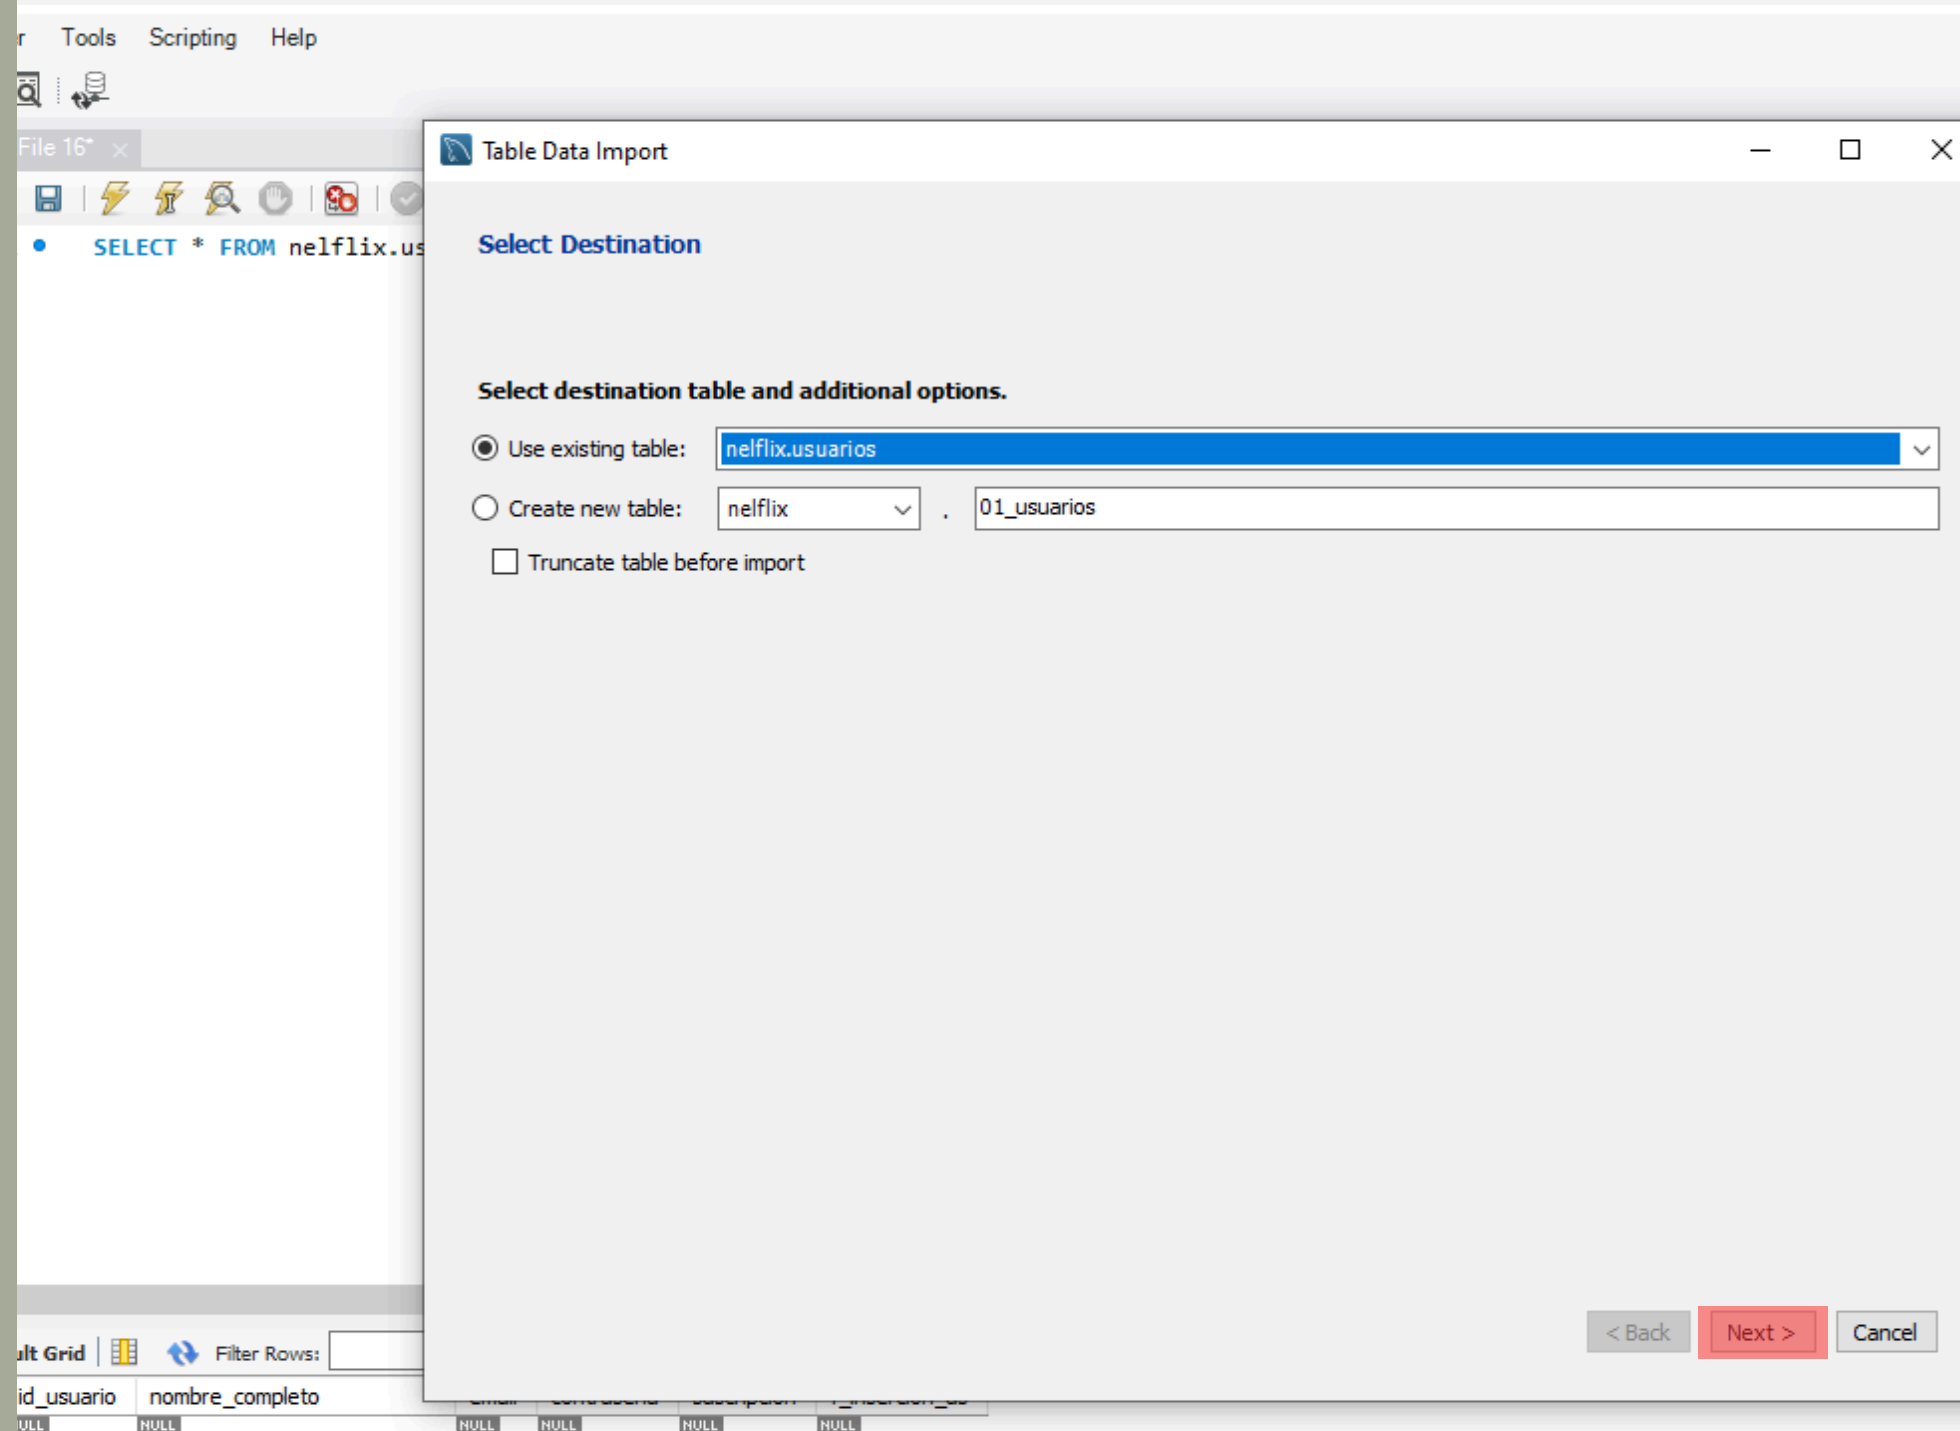 Tools Scripting Help
File 16*
Table Data Import
SELECT * FROM nelflix.us
Select Destination
Select destination table and additional options.
Use existing table: nelflix.usuarios
Create new table: nelflix . 01_usuarios
Truncate table before import
< Back Next > Cancel
Grid Filter Rows:
id_usuario nombre_completo
NULL NULL NULL NULL NULL